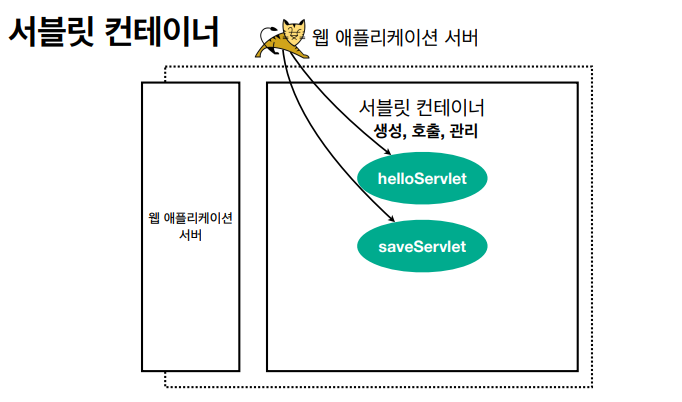 서블릿 컨테이너
웹 애플리케이션 서버
서블릿 컨테이너
생성, 호출, 관리
helloServlet
웹 애플리케이션
서버
saveServlet